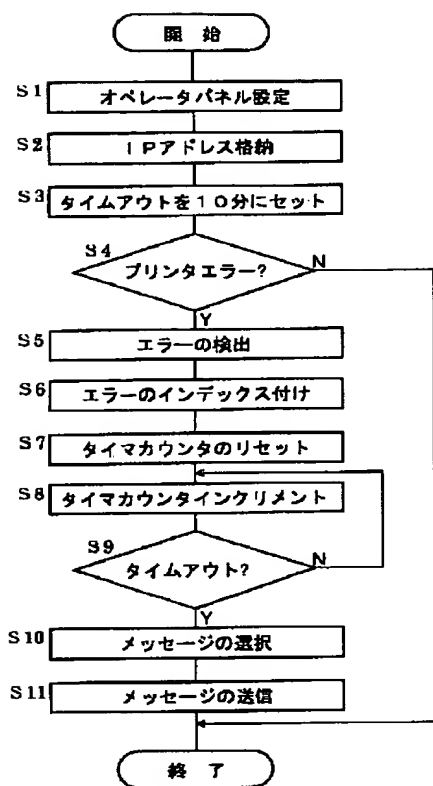 開 始
S1 オペレータパネル設定
S2 IPアドレス格納
S3 タイムアウトを10分にセット
S4 プリンタエラー? N
Y
S5 エラーの検出
S6 エラーのインデックス付け
S7 タイマカウンタのリセット
S8 タイマカウンタインクリメント
S9 タイムアウト? N
Y
S10 メッセージの選択
S11 メッセージの送信
終 了